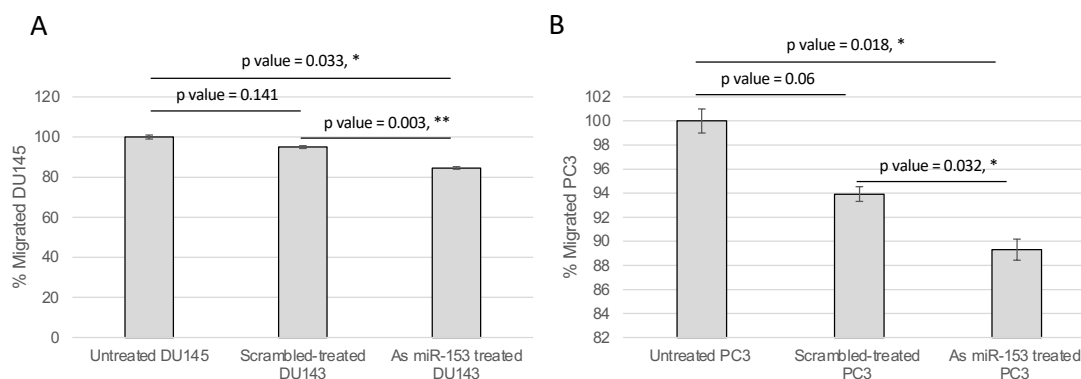 A
p value = 0.033, *
p value = 0.141
p value = 0.003, **
% Migrated DU145
120
100
80
60
40
20
0
Untreated DU145
Scrambled-treated
DU143
As miR-153 treated
DU143
B
p value = 0.018, *
p value = 0.06
p value = 0.032, *
% Migrated PC3
102
100
98
96
94
92
90
88
86
84
82
Untreated PC3
Scrambled-treated
PC3
As miR-153 treated
PC3